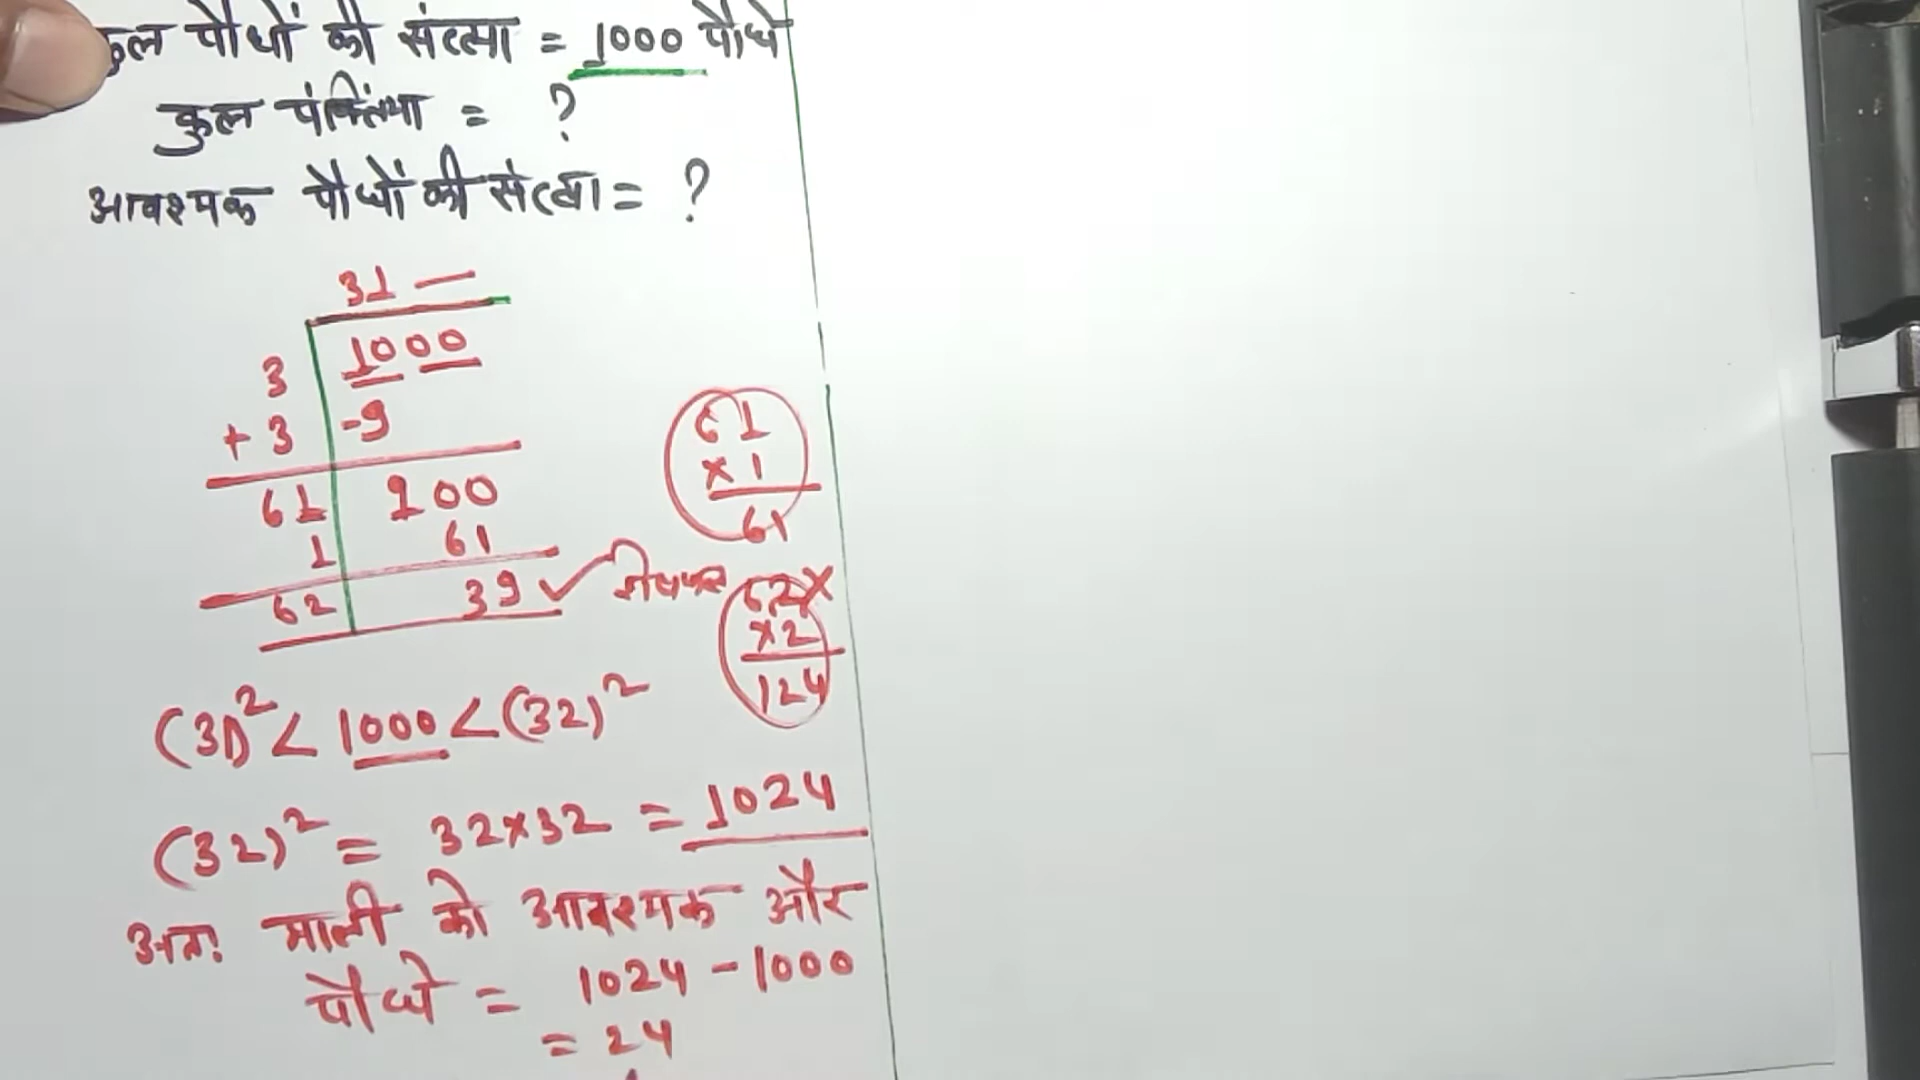 कुल पौधों की संख्या = 1000 पौधे
कुल पंक्तियां = ?
आवश्यक पौधों की संख्या = ?
31 —
3 1000
+ 3 -9
61 100
1 61
62 39 ✓ शेषफल
61
×1
61
62×
×2
124
(31)² < 1000 < (32)²
(32)² = 32×32 = 1024
अतः माली को आवश्यक और
पौधे = 1024 - 1000
= 24